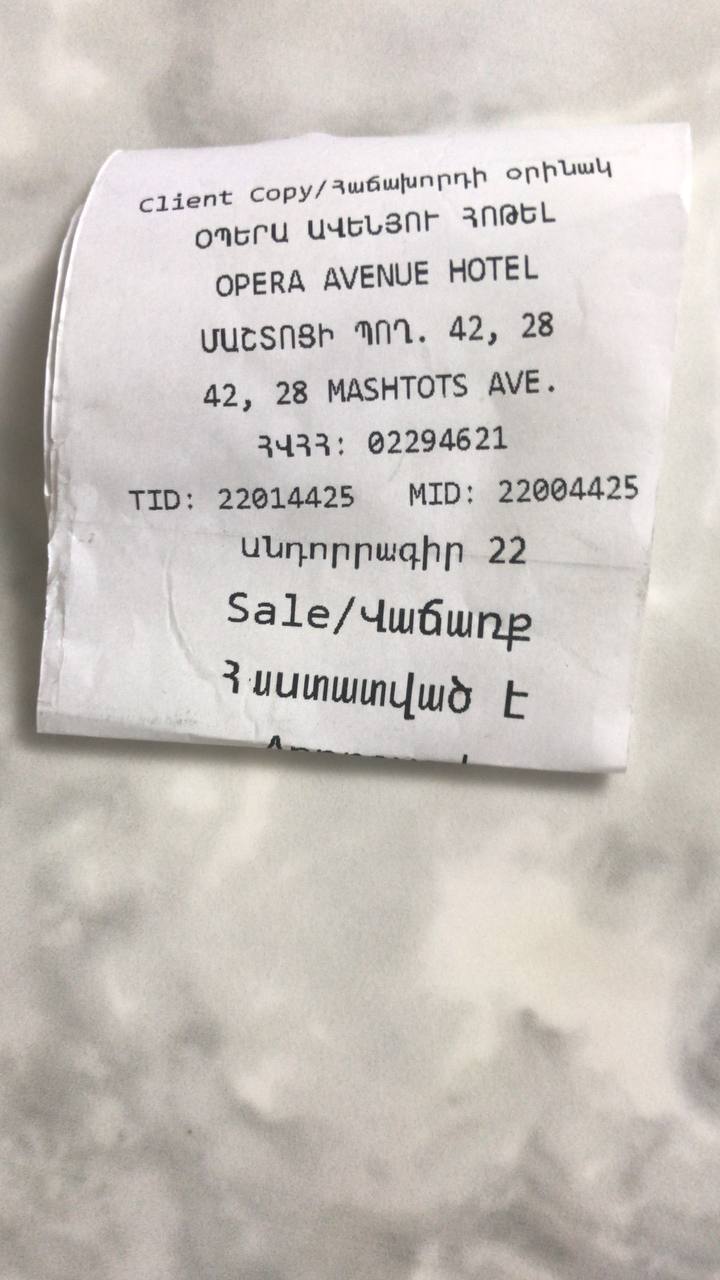 Client Copy/Հաճախորդի օրինակ
ՕՊԵՐԱ ԱՎԵՆՅՈՒ ՀՈԹԵԼ
OPERA AVENUE HOTEL
ՄԱՇՏՈՑԻ ՊՈՂ. 42, 28
42, 28 MASHTOTS AVE.
ՀՎՀՀ: 02294621
TID: 22014425 MID: 22004425
Անդորրագիր 22
Sale/Վաճառք
Հաստատված է